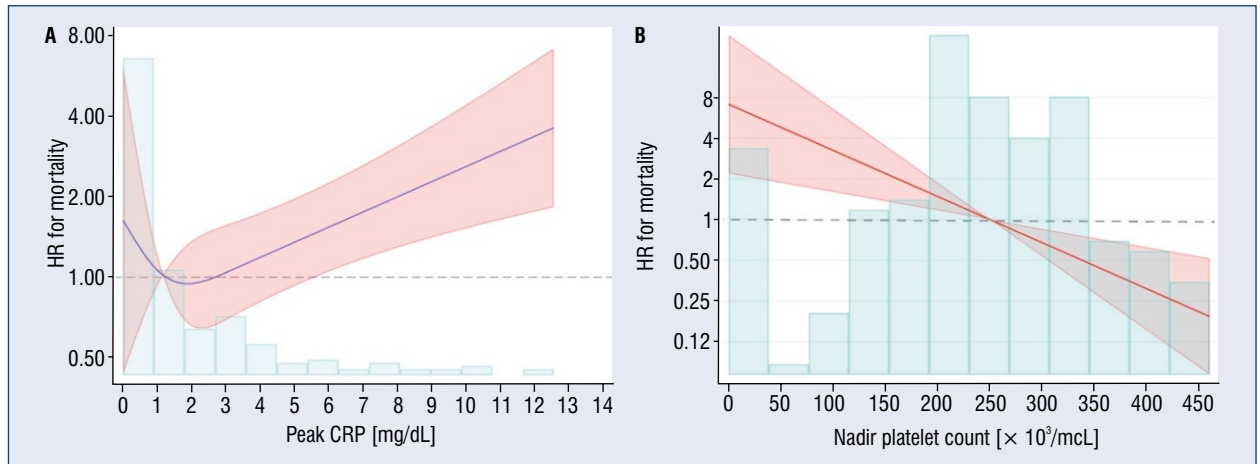 A
HR for mortality
8.00
4.00
2.00
1.00
0.50
0 1 2 3 4 5 6 7 8 9 10 11 12 13 14
Peak CRP [mg/dL]
B
HR for mortality
8
4
2
1
0.50
0.25
0.12
0 50 100 150 200 250 300 350 400 450
Nadir platelet count [× 10³/mcL]